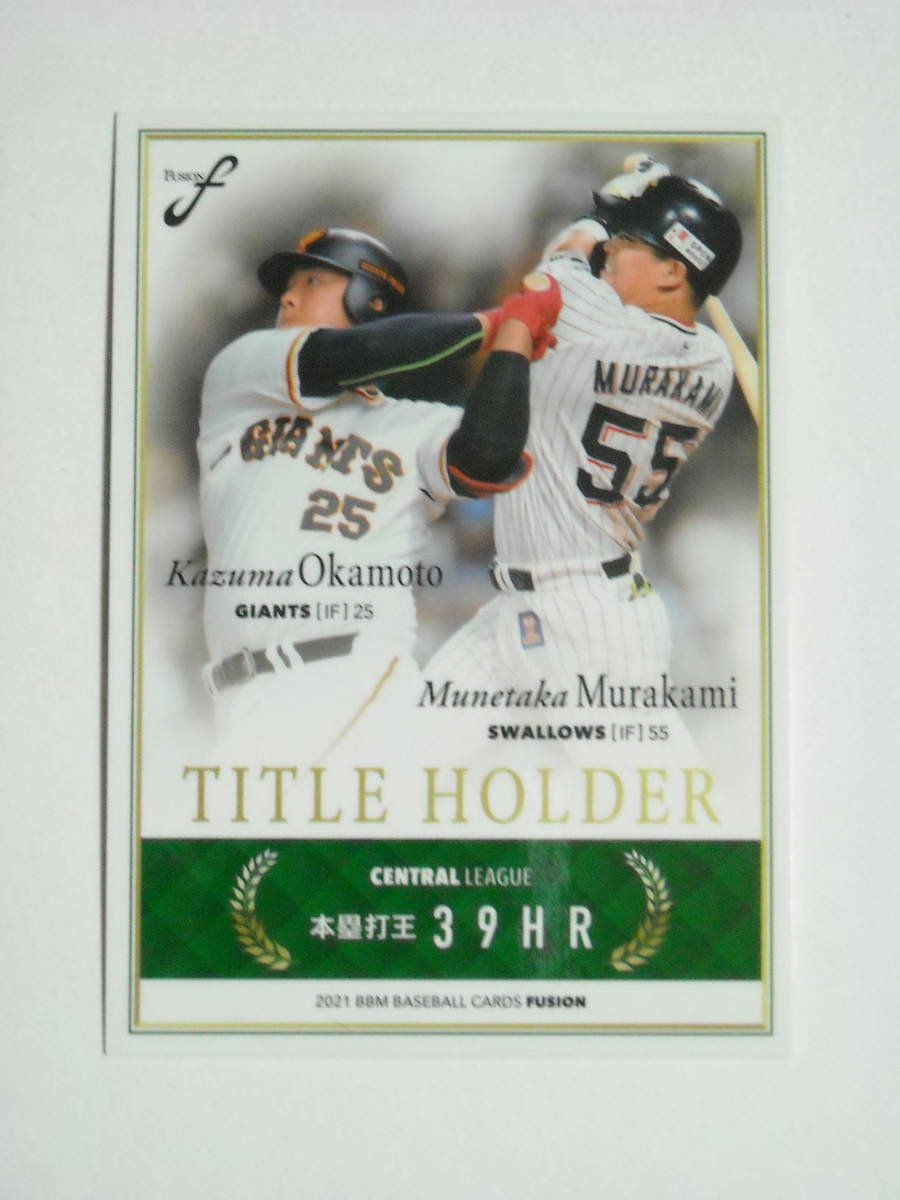 FUSION f
MURAKAMI
55
GIANTS
25
Kazuma Okamoto
GIANTS [IF] 25
Munetaka Murakami
SWALLOWS [IF] 55
TITLE HOLDER
CENTRAL LEAGUE
本塁打王 39HR
2021 BBM BASEBALL CARDS FUSION